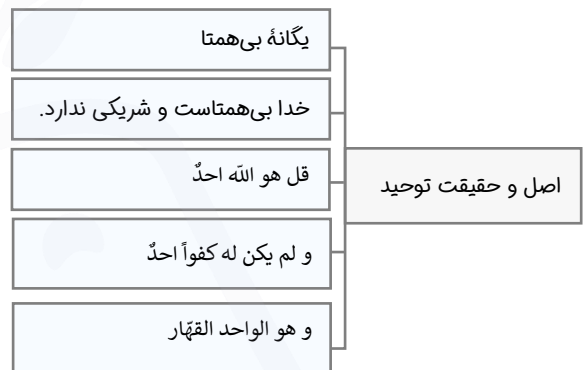 اصل و حقیقت توحید
یگانهٔ بی‌همتا
خدا بی‌همتاست و شریکی ندارد.
قل هو اللّه احدٌ
و لم یکن له کفواً احدٌ
و هو الواحد القهّار